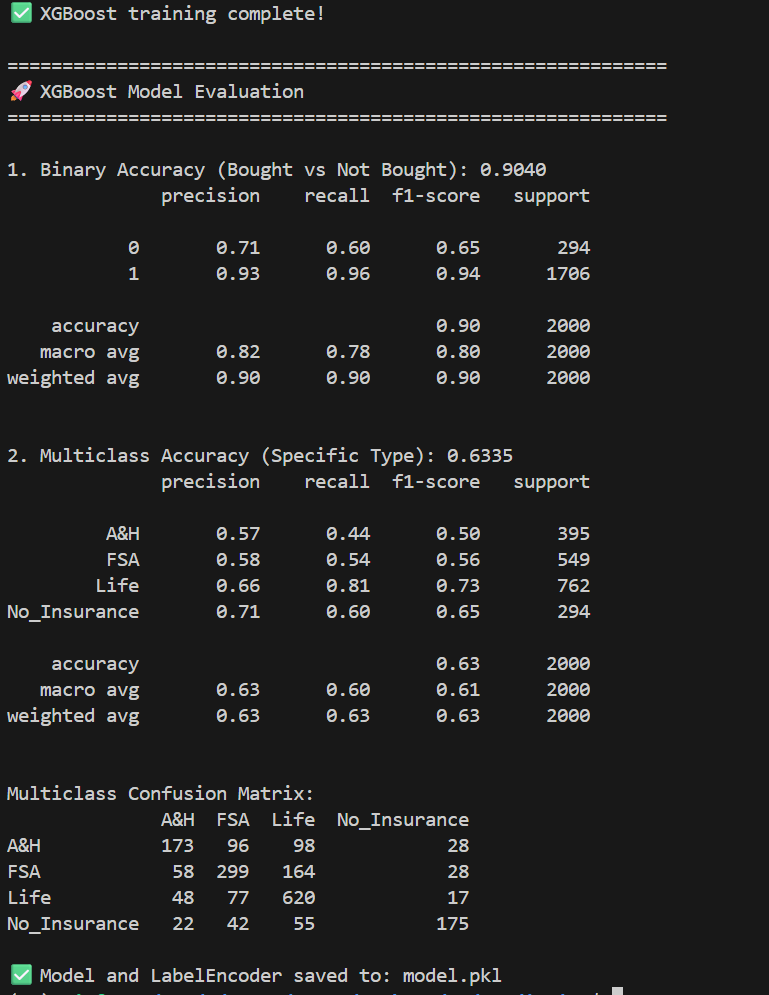 ✅ XGBoost training complete!
============================================================
🚀 XGBoost Model Evaluation
============================================================
1. Binary Accuracy (Bought vs Not Bought): 0.9040
precision recall f1-score support
0 0.71 0.60 0.65 294
1 0.93 0.96 0.94 1706
accuracy 0.90 2000
macro avg 0.82 0.78 0.80 2000
weighted avg 0.90 0.90 0.90 2000
2. Multiclass Accuracy (Specific Type): 0.6335
precision recall f1-score support
A&H 0.57 0.44 0.50 395
FSA 0.58 0.54 0.56 549
Life 0.66 0.81 0.73 762
No_Insurance 0.71 0.60 0.65 294
accuracy 0.63 2000
macro avg 0.63 0.60 0.61 2000
weighted avg 0.63 0.63 0.63 2000
Multiclass Confusion Matrix:
A&H FSA Life No_Insurance
A&H 173 96 98 28
FSA 58 299 164 28
Life 48 77 620 17
No_Insurance 22 42 55 175
✅ Model and LabelEncoder saved to: model.pkl